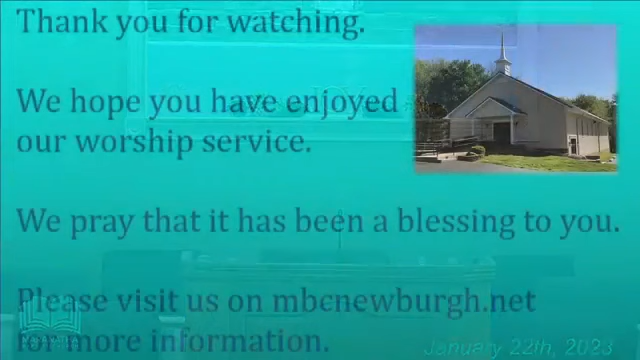 Thank you for watching.
We hope you have enjoyed
our worship service.
We pray that it has been a blessing to you.
Please visit us on mbcnewburgh.net
for more information.
January 22th, 2023